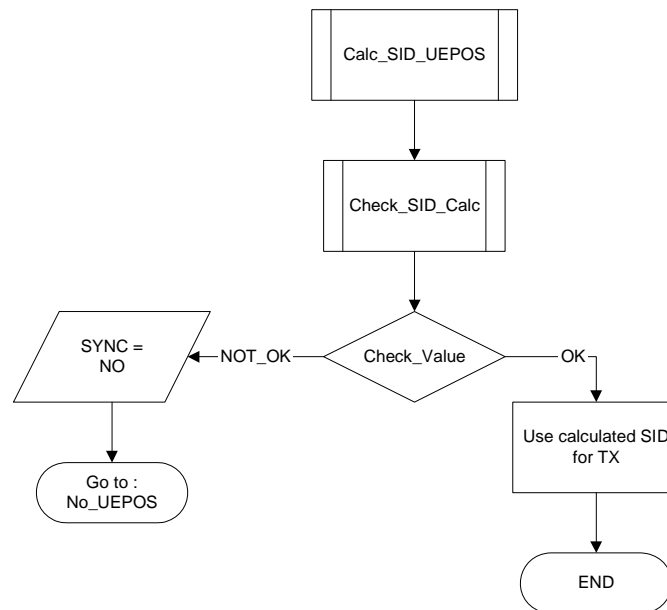 Calc_SID_UEPOS
Check_SID_Calc
Check_Value
NOT_OK
OK
SYNC =
NO
Go to :
No_UEPOS
Use calculated SID
for TX
END